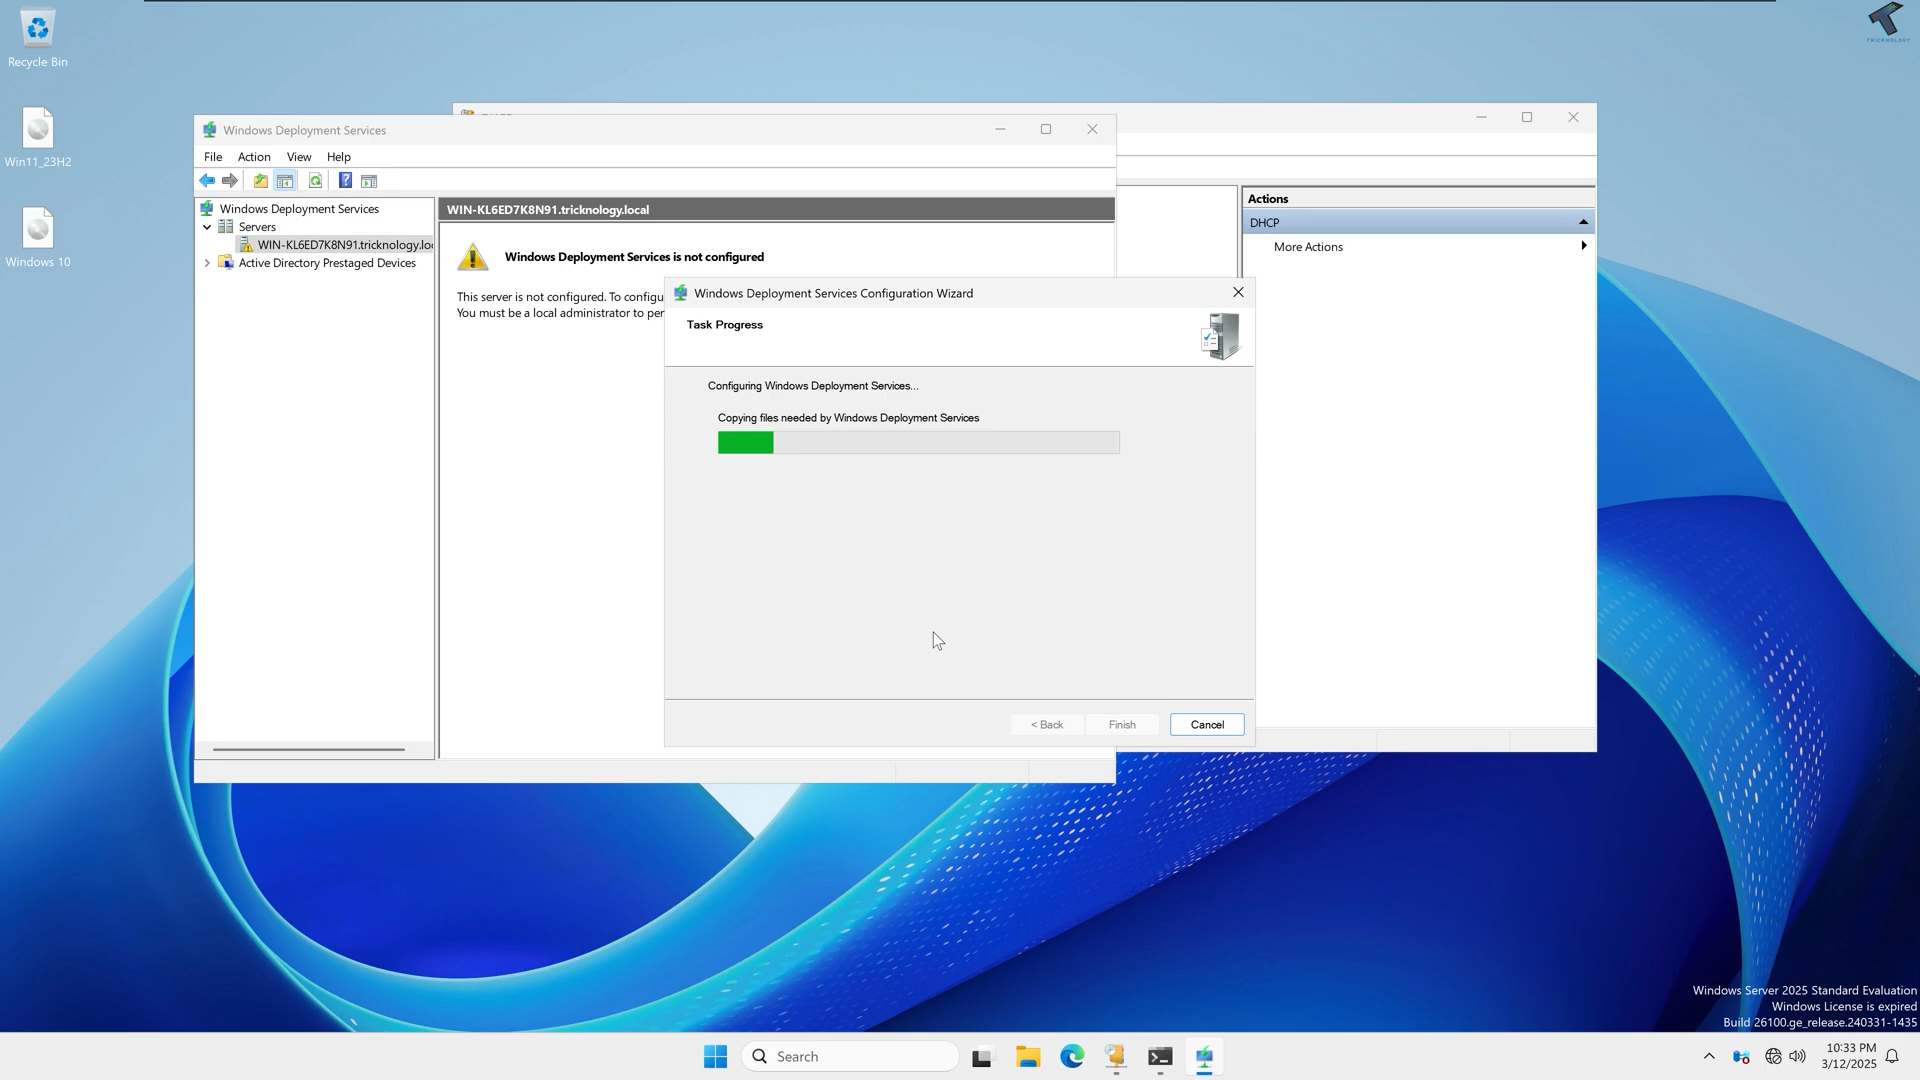 Recycle Bin
Win11_23H2
Windows 10
TRICKNOLOGY
Windows Deployment Services
File Action View Help
Windows Deployment Services
Servers
WIN-KL6ED7K8N91.tricknology.loc
Active Directory Prestaged Devices
WIN-KL6ED7K8N91.tricknology.local
Windows Deployment Services is not configured
This server is not configured. To configu
You must be a local administrator to per
Windows Deployment Services Configuration Wizard
Task Progress
Configuring Windows Deployment Services...
Copying files needed by Windows Deployment Services
< Back
Finish
Cancel
Actions
DHCP
More Actions
Windows Server 2025 Standard Evaluation
Windows License is expired
Build 26100.ge_release.240331-1435
Search
10:33 PM
3/12/2025